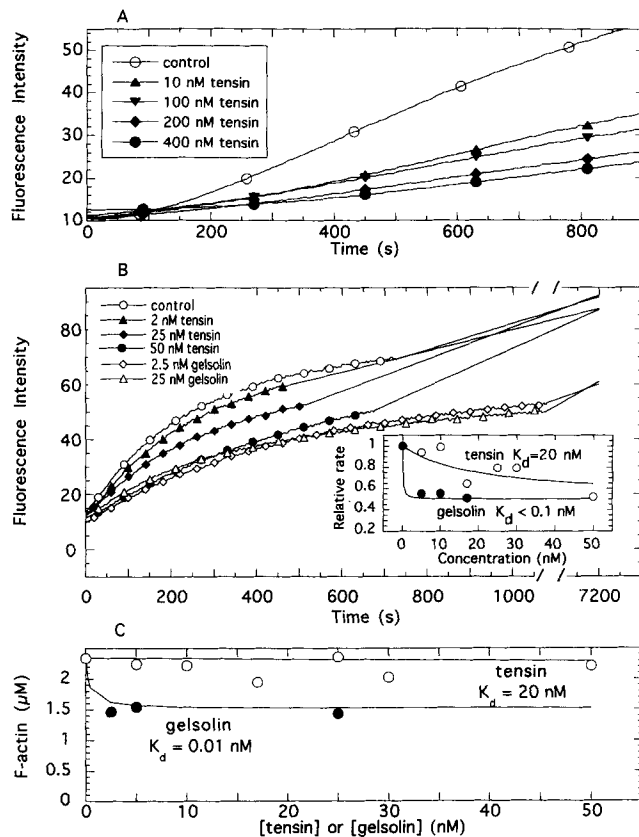 A
Fluorescence Intensity
50
40
30
20
10
control
10 nM tensin
100 nM tensin
200 nM tensin
400 nM tensin
0 200 400 600 800
Time (s)
B
Fluorescence Intensity
80
60
40
20
0
control
2 nM tensin
25 nM tensin
50 nM tensin
2.5 nM gelsolin
25 nM gelsolin
Relative rate
1
0.8
0.6
0.4
0.2
tensin Kd=20 nM
gelsolin Kd < 0.1 nM
0 10 20 30 40 50
Concentration (nM)
0 200 400 600 800 1000 7200
Time (s)
C
F-actin (µM)
2
1.5
1
0.5
0
tensin
Kd = 20 nM
gelsolin
Kd = 0.01 nM
0 10 20 30 40 50
[tensin] or [gelsolin] (nM)